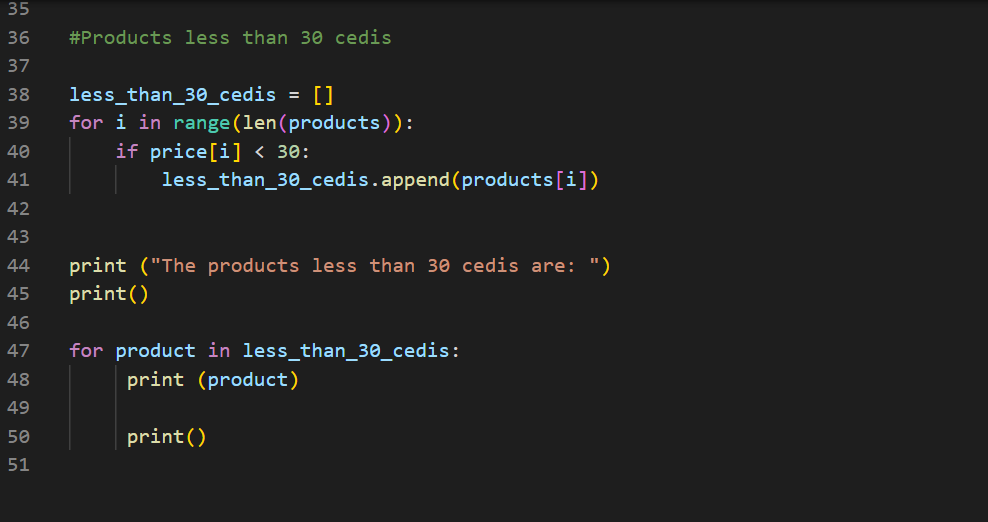 35
36 #Products less than 30 cedis
37
38 less_than_30_cedis = []
39 for i in range(len(products)):
40     if price[i] < 30:
41         less_than_30_cedis.append(products[i])
42
43
44 print ("The products less than 30 cedis are: ")
45 print()
46
47 for product in less_than_30_cedis:
48      print (product)
49
50      print()
51